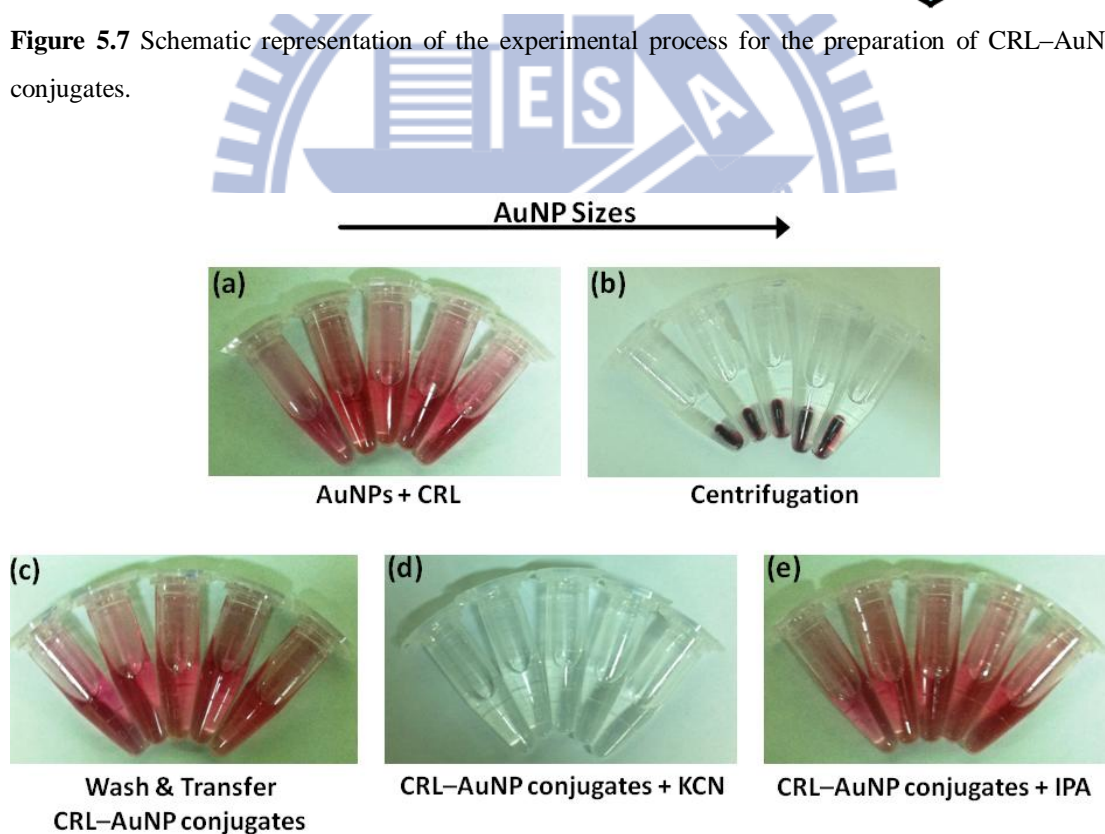 Figure 5.7 Schematic representation of the experimental process for the preparation of CRL–AuN
conjugates.
ES A
AuNP Sizes
(a)
(b)
AuNPs + CRL
Centrifugation
(c)
(d)
(e)
Wash & Transfer
CRL–AuNP conjugates
CRL–AuNP conjugates + KCN
CRL–AuNP conjugates + IPA